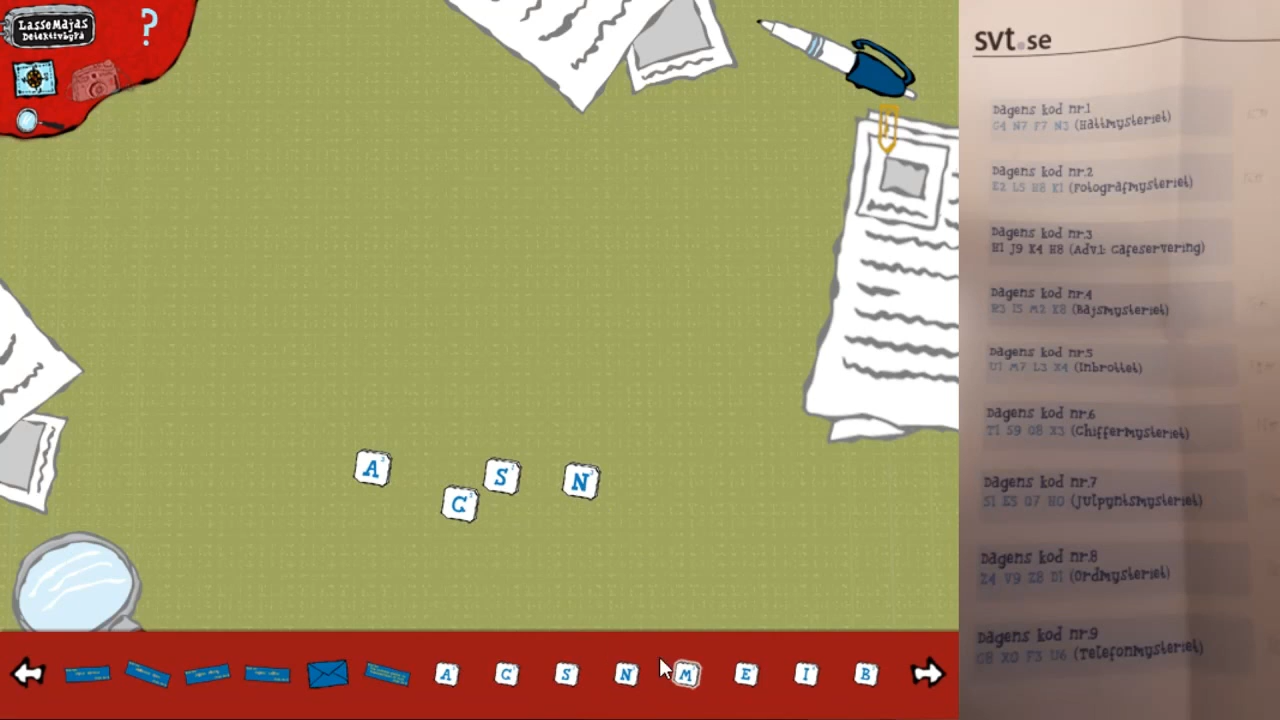 LasseMajas
Detektivbyrå
?
A
C
S
N
A C S N M E I B
svt.se
Dagens kod nr.1
G4 N7 F7 N3 (Hattmysteriet)
Dagens kod nr.2
E2 L5 H8 K1 (Fotografmysteriet)
Dagens kod nr.3
H1 J9 K4 H8 (Adv.1: Cafeservering)
Dagens kod nr.4
R3 I5 M2 X8 (Bajsmysteriet)
Dagens kod nr.5
U1 M7 L3 X4 (Inbrottet)
Dagens kod nr.6
T1 S9 O8 X3 (Chiffermysteriet)
Dagens kod nr.7
S1 E5 O7 H0 (Julpyntsmysteriet)
Dagens kod nr.8
Z4 V9 Z8 D1 (Ordmysteriet)
Dagens kod nr.9
G8 X0 F3 U6 (Telefonmysteriet)